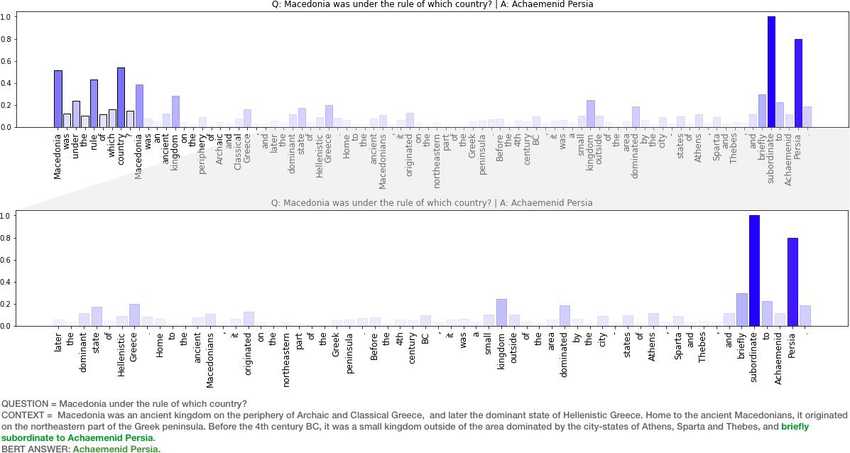 Q: Macedonia was under the rule of which country? | A: Achaemenid Persia
1.0
0.8
0.6
0.4
0.2
0.0
Macedonia was under the rule of which country ? Macedonia was an ancient kingdom on the periphery of Archaic and Classical Greece , and later the dominant state of Hellenistic Greece . Home to the ancient Macedonians , it originated on the northeastern part of the Greek peninsula . Before the 4th century BC , it was a small kingdom outside of the area dominated by the city - states of Athens , Sparta and Thebes , and briefly subordinate to Achaemenid Persia .
Q: Macedonia was under the rule of which country? | A: Achaemenid Persia
1.0
0.8
0.6
0.4
0.2
0.0
later the dominant state of Hellenistic Greece . Home to the ancient Macedonians , it originated on the northeastern part of the Greek peninsula . Before the 4th century BC , it was a small kingdom outside of the area dominated by the city - states of Athens , Sparta and Thebes , and briefly subordinate to Achaemenid Persia .
QUESTION = Macedonia was under the rule of which country?
CONTEXT = Macedonia was an ancient kingdom on the periphery of Archaic and Classical Greece, and later the dominant state of Hellenistic Greece. Home to the ancient Macedonians, it originated
on the northeastern part of the Greek peninsula. Before the 4th century BC, it was a small kingdom outside of the area dominated by the city-states of Athens, Sparta and Thebes, and briefly
subordinate to Achaemenid Persia.
BERT ANSWER: Achaemenid Persia.